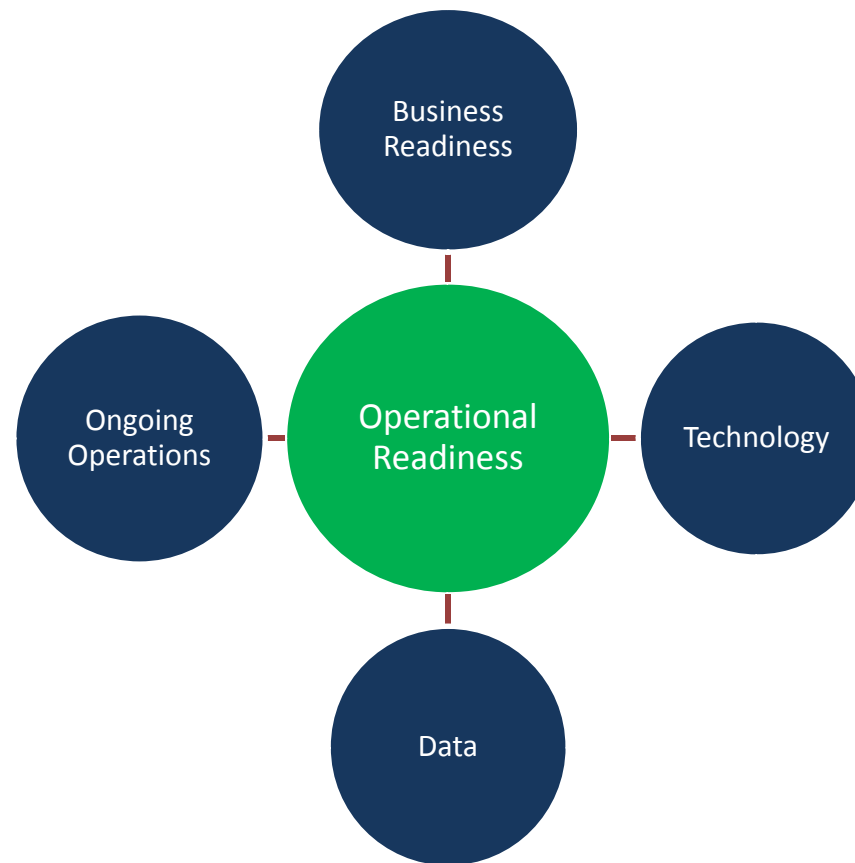 Business
Readiness
Ongoing
Operations
Operational
Readiness
Technology
Data